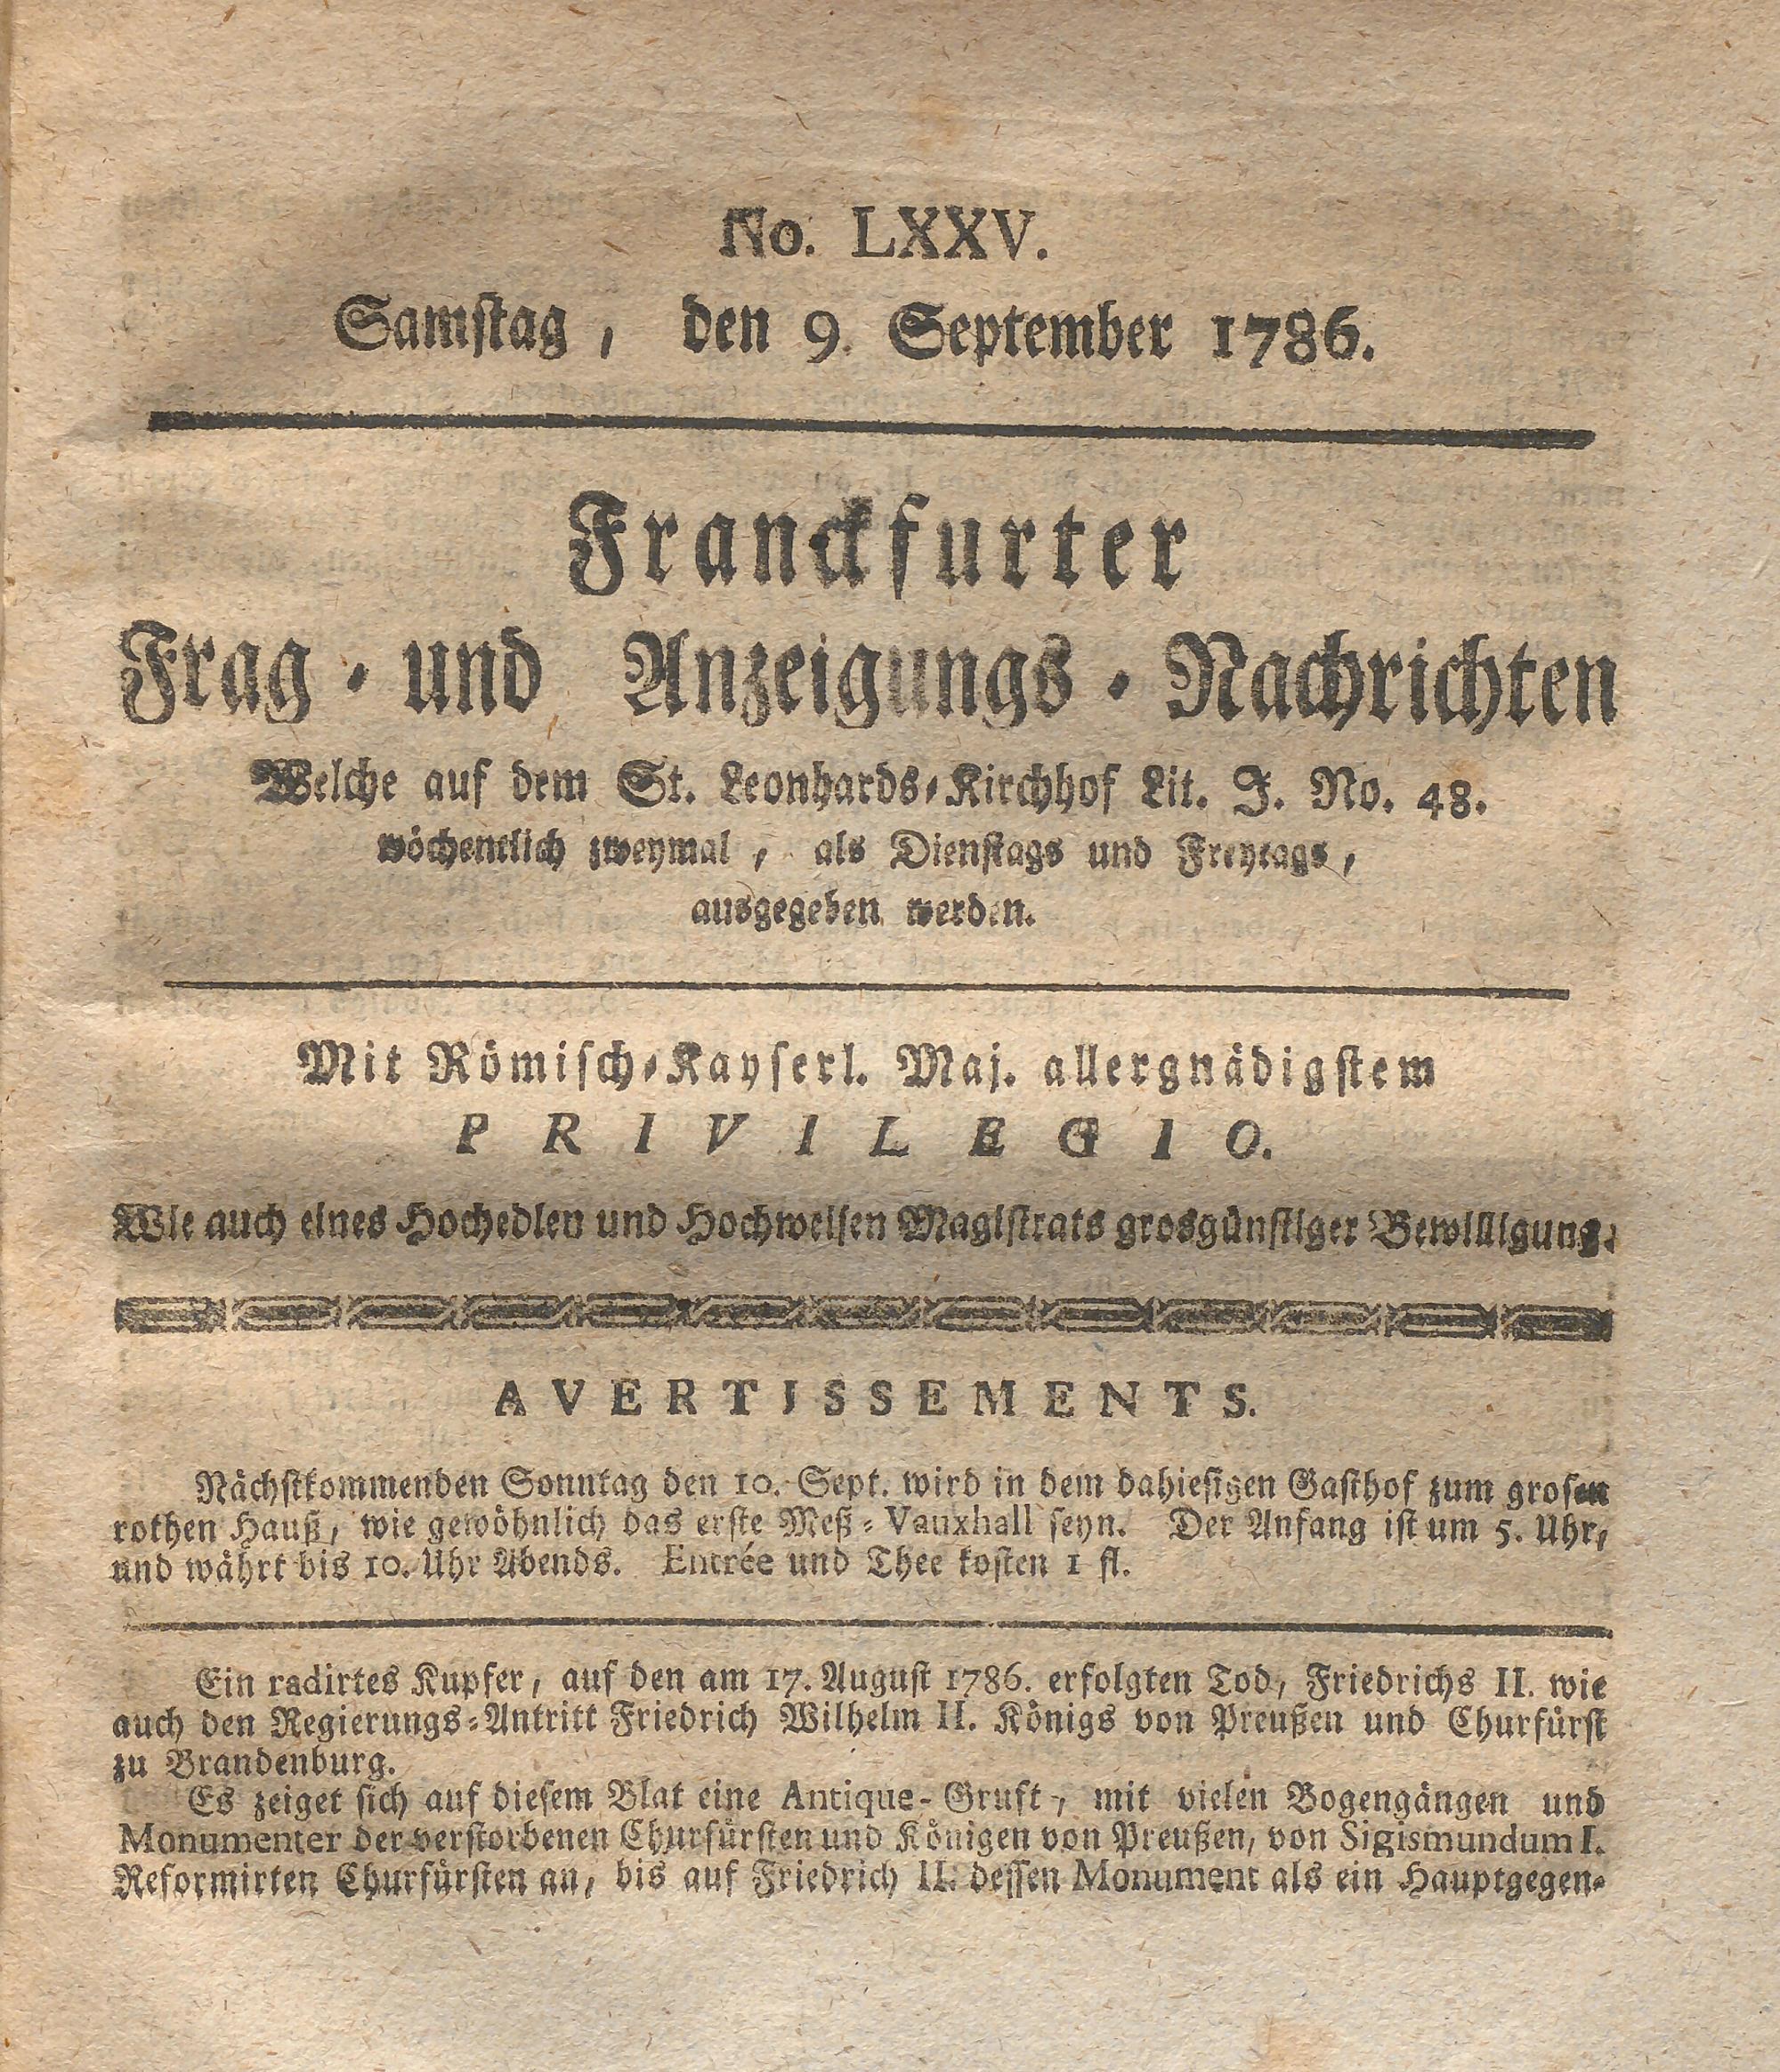 No. LXXV.
Samstag, den 9. September 1786.
Franckfurter
Frag- und Anzeigungs-Nachrichten
Welche auf dem St. Leonhards-Kirchhof Lit. J. No. 48.
wöchentlich zweymal, als Dienstags und Freytags,
ausgegeben werden.
Mit Römisch-Kayserl. Maj. allergnädigstem
PRIVILEGIO.
Wie auch eines Hochedlen und Hochweisen Magistrats grosgünstiger Bewilligung.
AVERTISSEMENTS.
Nächstkommenden Sonntag den 10. Sept. wird in dem dahiesigen Gasthof zum grosen
rothen Hauß, wie gewöhnlich das erste Meß-Vauxhall seyn. Der Anfang ist um 5. Uhr,
und währt bis 10. Uhr Abends. Entrée und Thee kosten 1 fl.
Ein radirtes Kupfer, auf den am 17. August 1786. erfolgten Tod, Friedrichs II. wie
auch den Regierungs-Antritt Friedrich Wilhelm II. Königs von Preußen und Churfürst
zu Brandenburg.
Es zeiget sich auf diesem Blat eine Antique-Gruft, mit vielen Bogengängen und
Monumenter der verstorbenen Churfürsten und Königen von Preußen, von Sigismundum I.
Reformirten Churfürsten an, bis auf Friedrich II. dessen Monument als ein Hauptgegen-